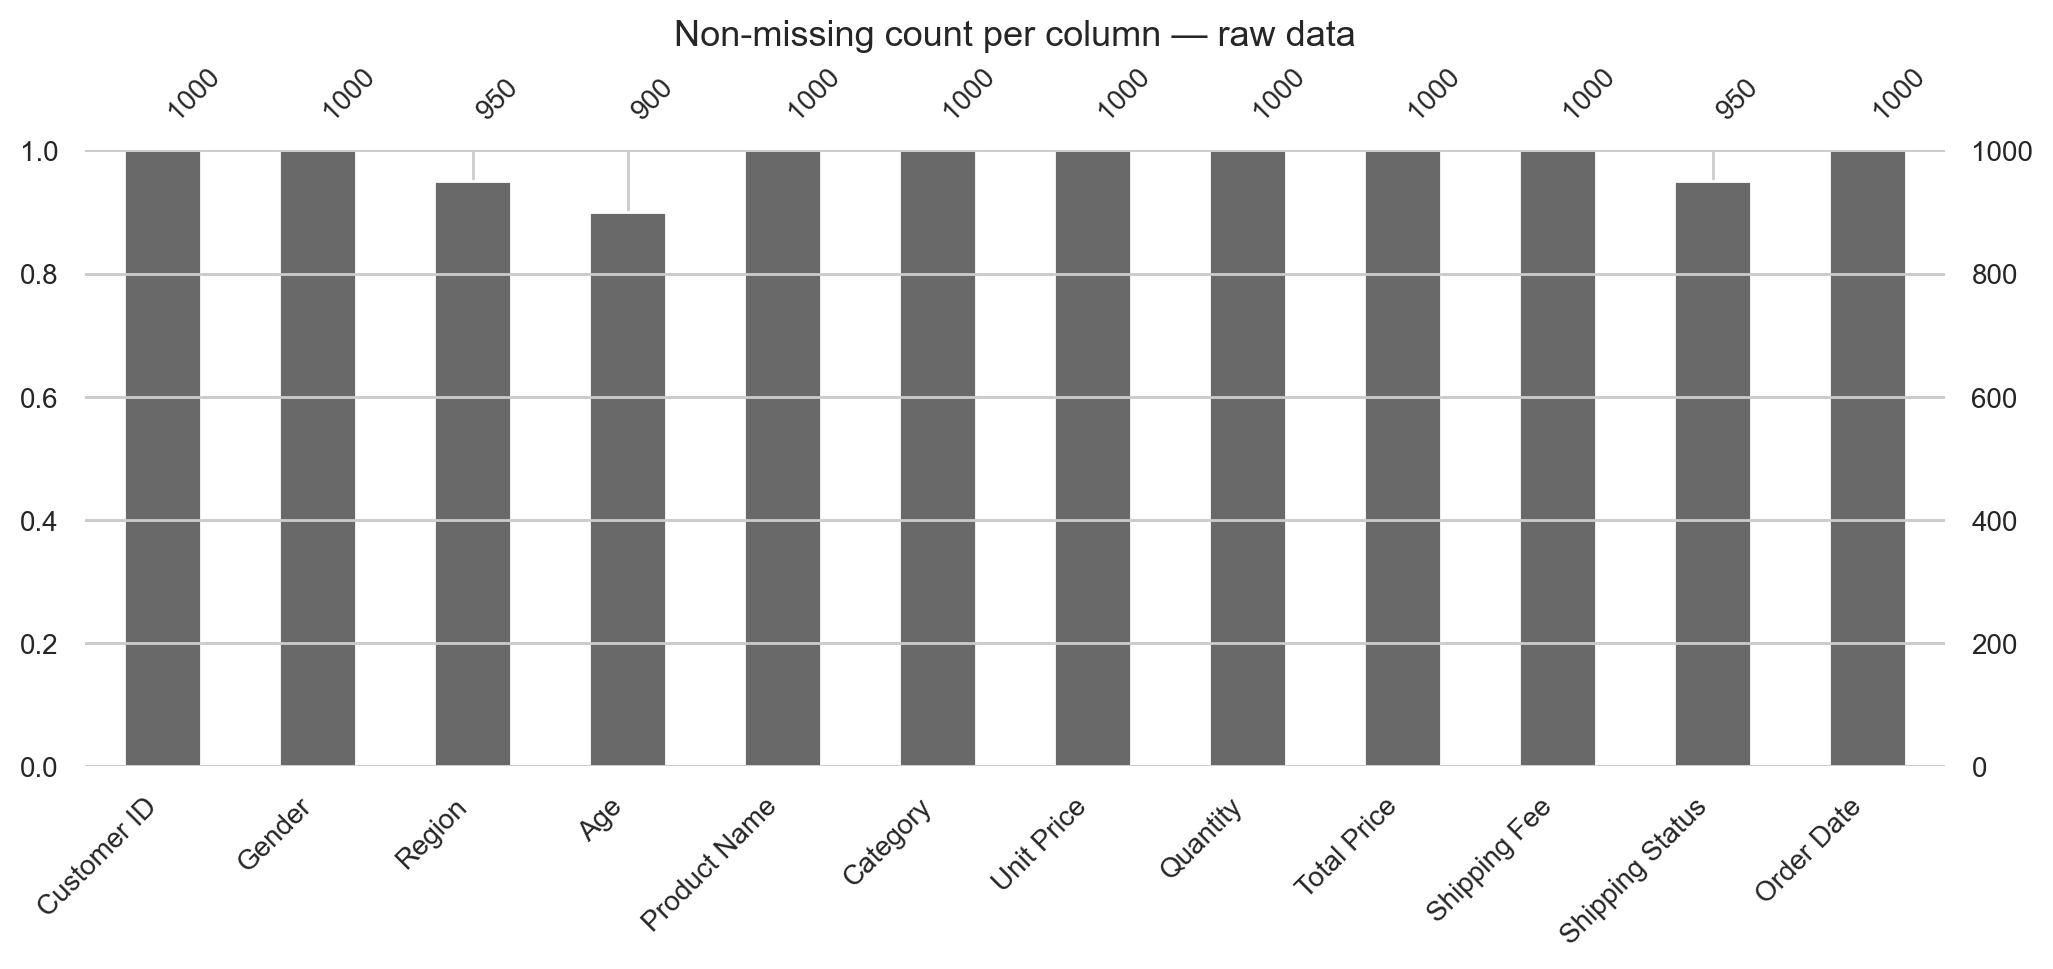 Non-missing count per column — raw data
1000 1000 950 900 1000 1000 1000 1000 1000 1000 950 1000
1.0 1000
0.8 800
0.6 600
0.4 400
0.2 200
0.0 0
Customer ID
Gender
Region
Age
Product Name
Category
Unit Price
Quantity
Total Price
Shipping Fee
Shipping Status
Order Date